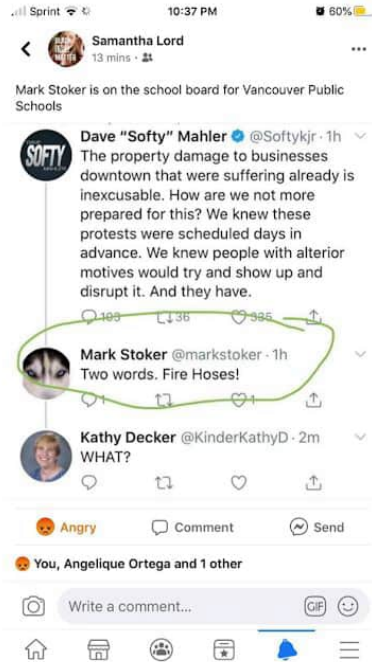 Sprint
10:37 PM
60%
Samantha Lord
13 mins ·
Mark Stoker is on the school board for Vancouver Public
Schools
SOFTY
Dave “Softy” Mahler @Softykjr · 1h
The property damage to businesses
downtown that were suffering already is
inexcusable. How are we not more
prepared for this? We knew these
protests were scheduled days in
advance. We knew people with alterior
motives would try and show up and
disrupt it. And they have.
103 36 335
Mark Stoker @markstoker · 1h
Two words. Fire Hoses!
1 1
Kathy Decker @KinderKathyD · 2m
WHAT?
Angry Comment Send
You, Angelique Ortega and 1 other
Write a comment...
GIF